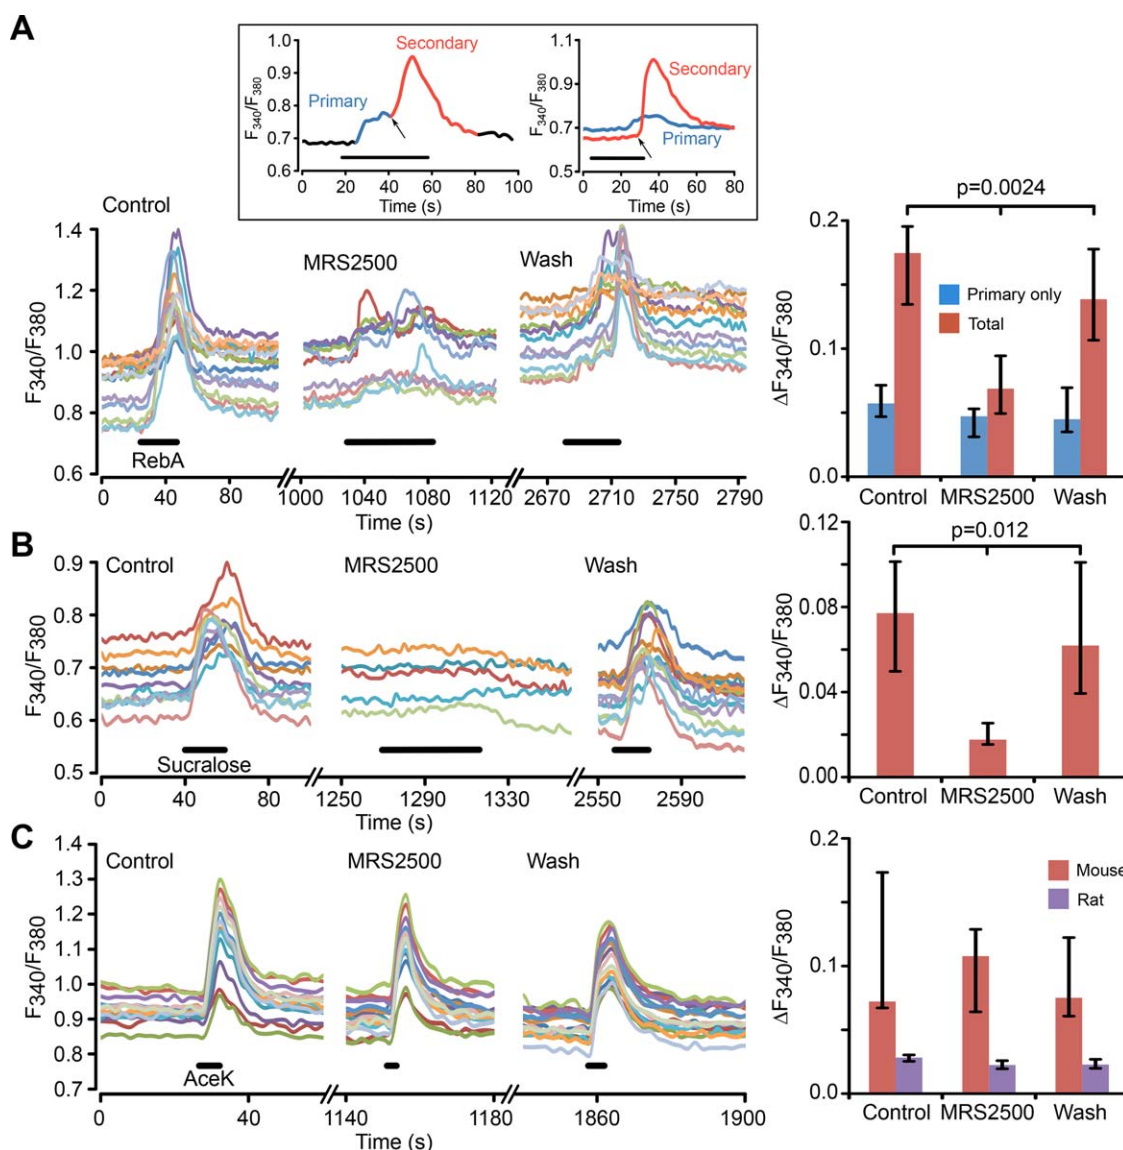 A
1.0
0.9
0.8
0.7
0.6
F340/F380
Primary
Secondary
0 20 40 60 80 100
Time (s)
1.1
0.9
0.7
0.5
F340/F380
Secondary
Primary
0 20 40 60 80
Time (s)
Control
MRS2500
Wash
1.4
1.2
1.0
0.8
0.6
F340/F380
RebA
0 40 80 1000 1040 1080 1120 2670 2710 2750 2790
Time (s)
p=0.0024
0.2
0.1
0.0
ΔF340/F380
Primary only
Total
Control MRS2500 Wash
B
Control
MRS2500
Wash
0.9
0.8
0.7
0.6
0.5
F340/F380
Sucralose
0 40 80 1250 1290 1330 2550 2590
Time (s)
p=0.012
0.12
0.08
0.04
0.00
ΔF340/F380
Control MRS2500 Wash
C
Control
MRS2500
Wash
1.4
1.3
1.2
1.1
1.0
0.9
0.8
0.7
F340/F380
AceK
0 40 1140 1180 1860 1900
Time (s)
0.2
0.1
0.0
ΔF340/F380
Mouse
Rat
Control MRS2500 Wash